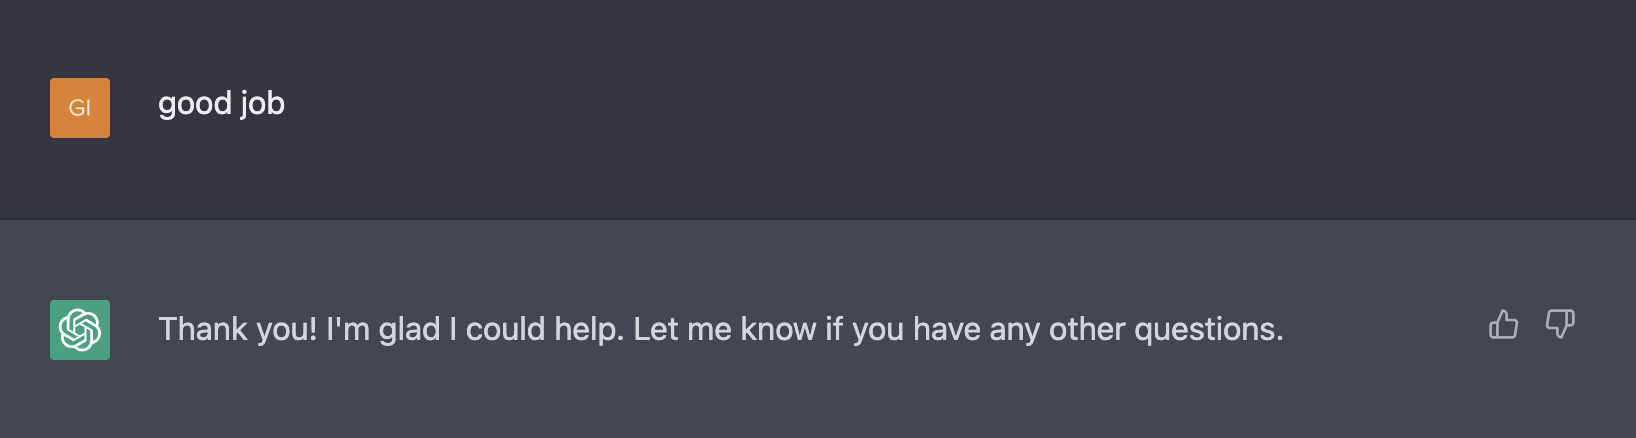 GI
good job
Thank you! I'm glad I could help. Let me know if you have any other questions.